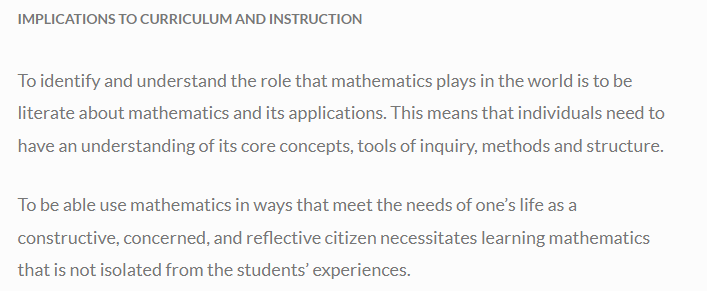 IMPLICATIONS TO CURRICULUM AND INSTRUCTION
To identify and understand the role that mathematics plays in the world is to be
literate about mathematics and its applications. This means that individuals need to
have an understanding of its core concepts, tools of inquiry, methods and structure.
To be able use mathematics in ways that meet the needs of one’s life as a
constructive, concerned, and reflective citizen necessitates learning mathematics
that is not isolated from the students’ experiences.